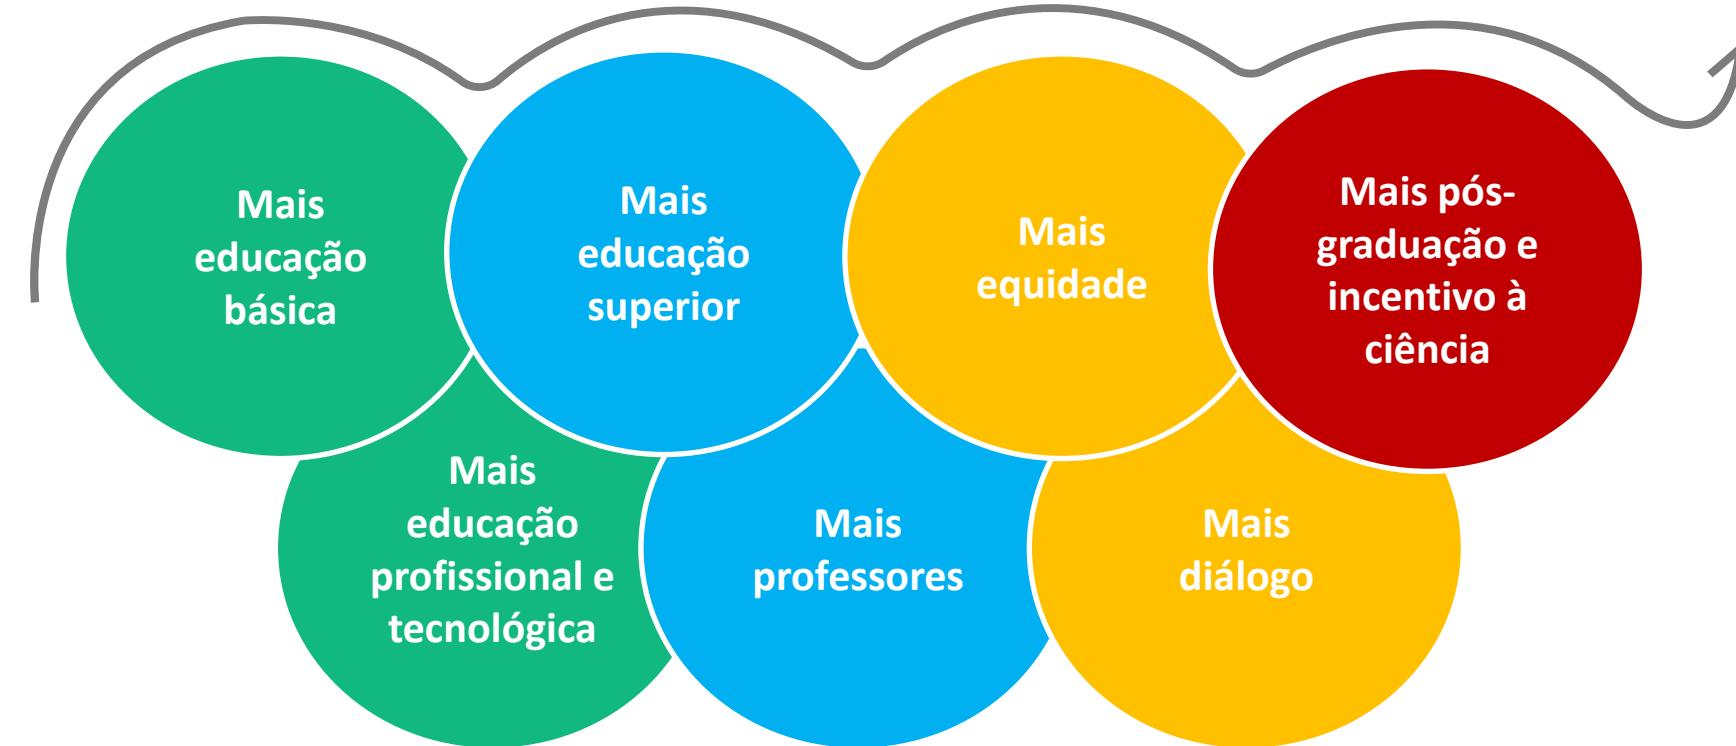 Mais
educação
básica
Mais
educação
superior
Mais
equidade
Mais pós-
graduação e
incentivo à
ciência
Mais
educação
profissional e
tecnológica
Mais
professores
Mais
diálogo